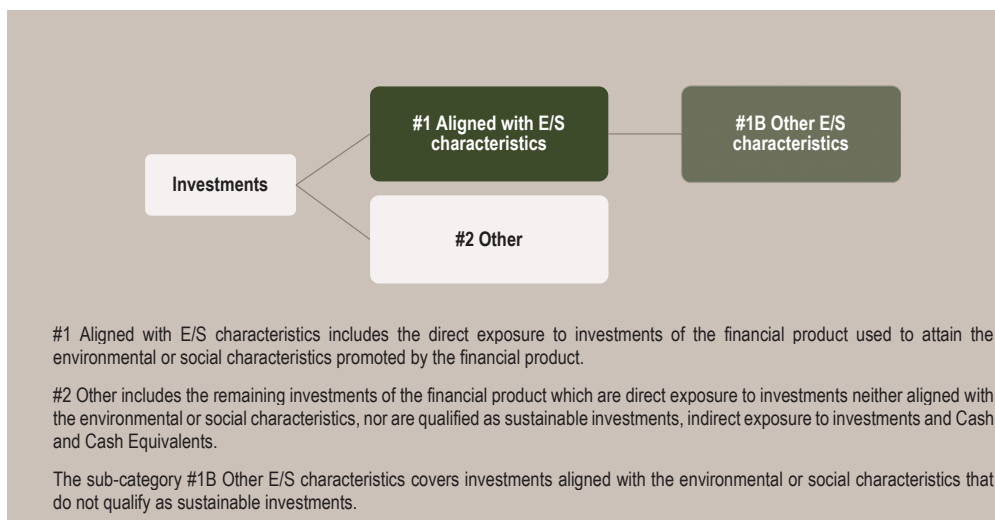 #1 Aligned with E/S
characteristics
#1B Other E/S
characteristics
Investments
#2 Other
#1 Aligned with E/S characteristics includes the direct exposure to investments of the financial product used to attain the
environmental or social characteristics promoted by the financial product.
#2 Other includes the remaining investments of the financial product which are direct exposure to investments neither aligned with
the environmental or social characteristics, nor are qualified as sustainable investments, indirect exposure to investments and Cash
and Cash Equivalents.
The sub-category #1B Other E/S characteristics covers investments aligned with the environmental or social characteristics that
do not qualify as sustainable investments.